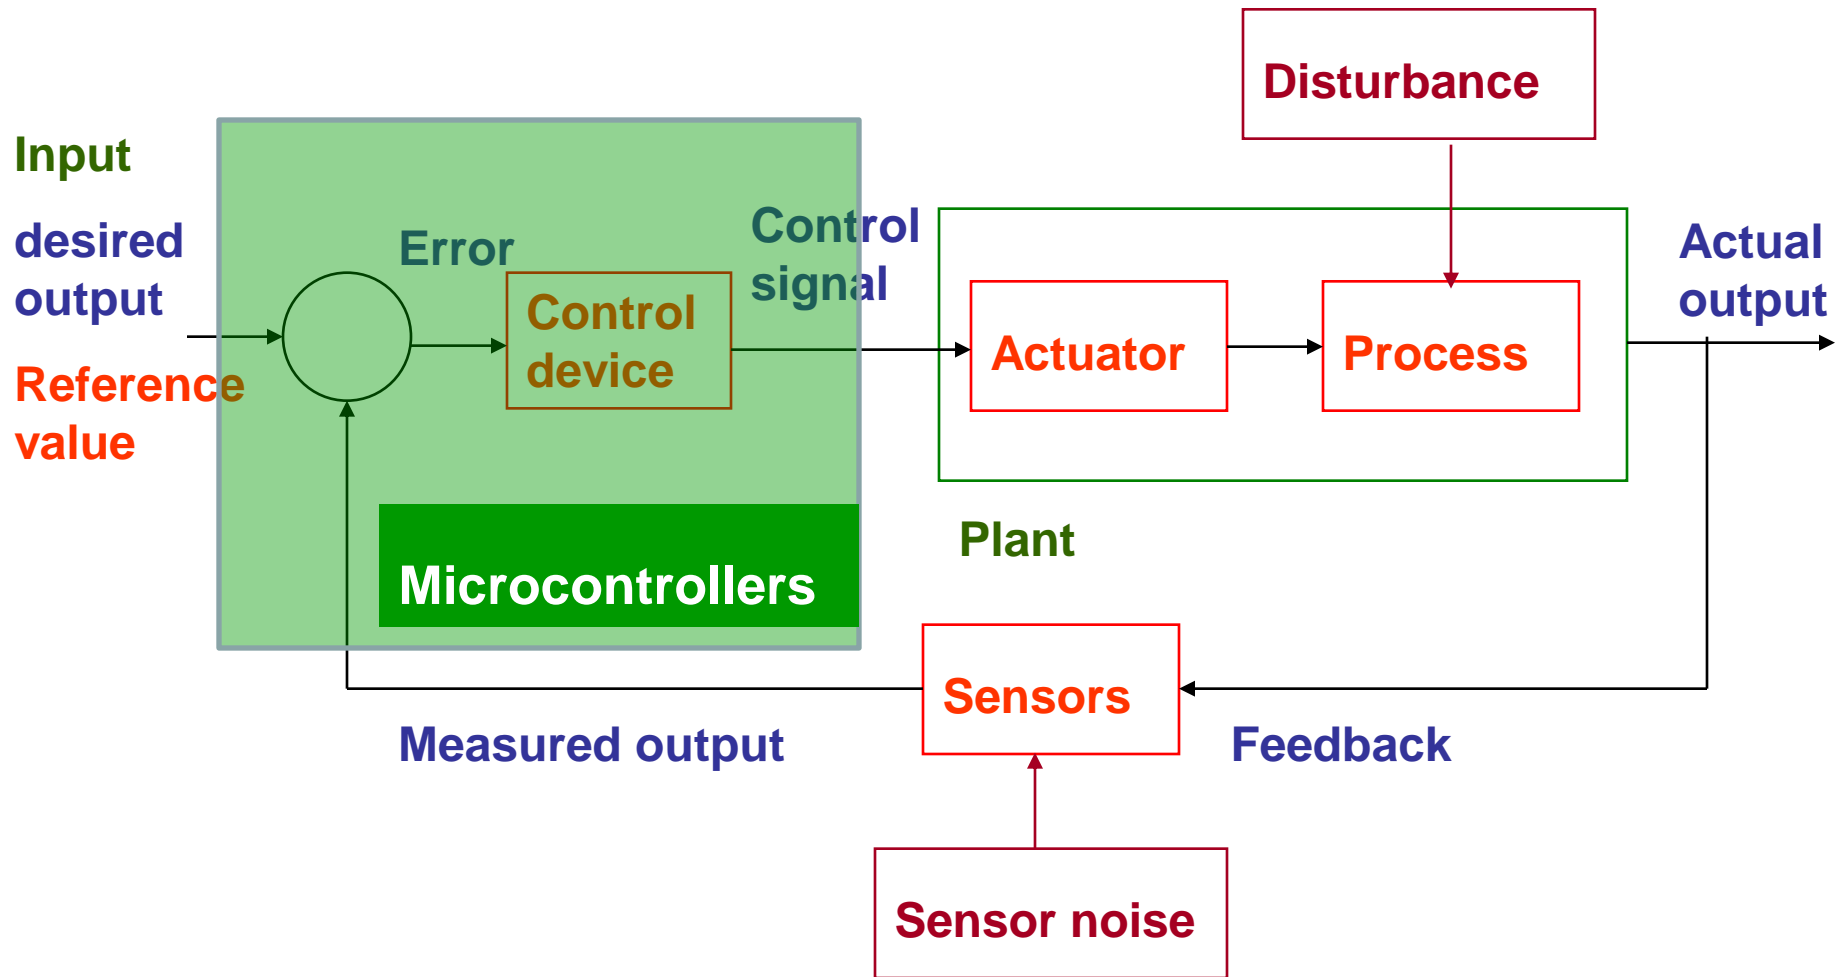 Disturbance
Input
desired
output
Reference
value
Error
Control
device
Control
signal
Actuator
Process
Actual
output
Microcontrollers
Plant
Sensors
Measured output
Feedback
Sensor noise